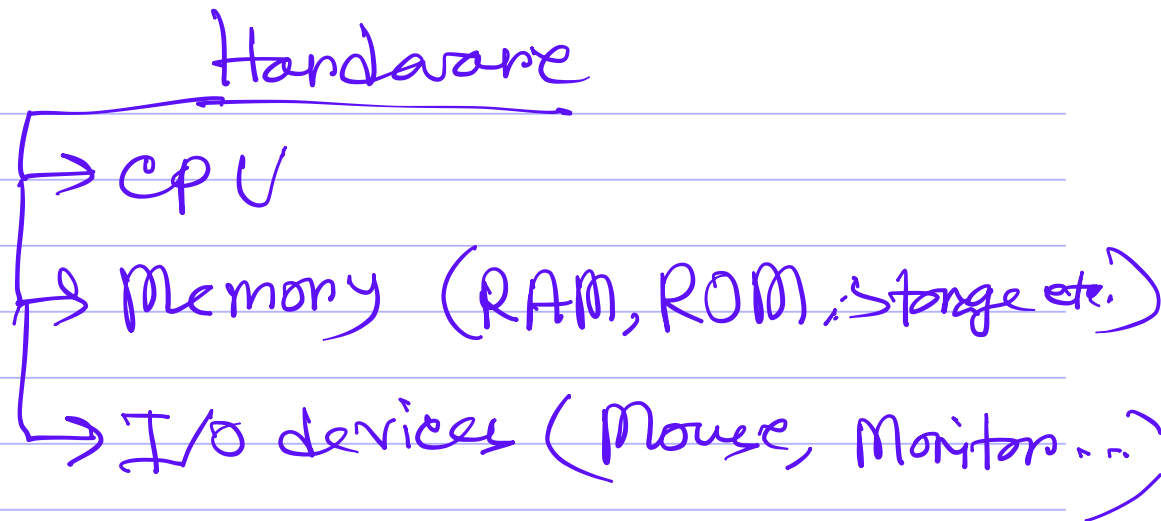 Hardware
→ CPU
→ Memory (RAM, ROM, storage etc.)
→ I/O devices (Mouse, Monitor...)